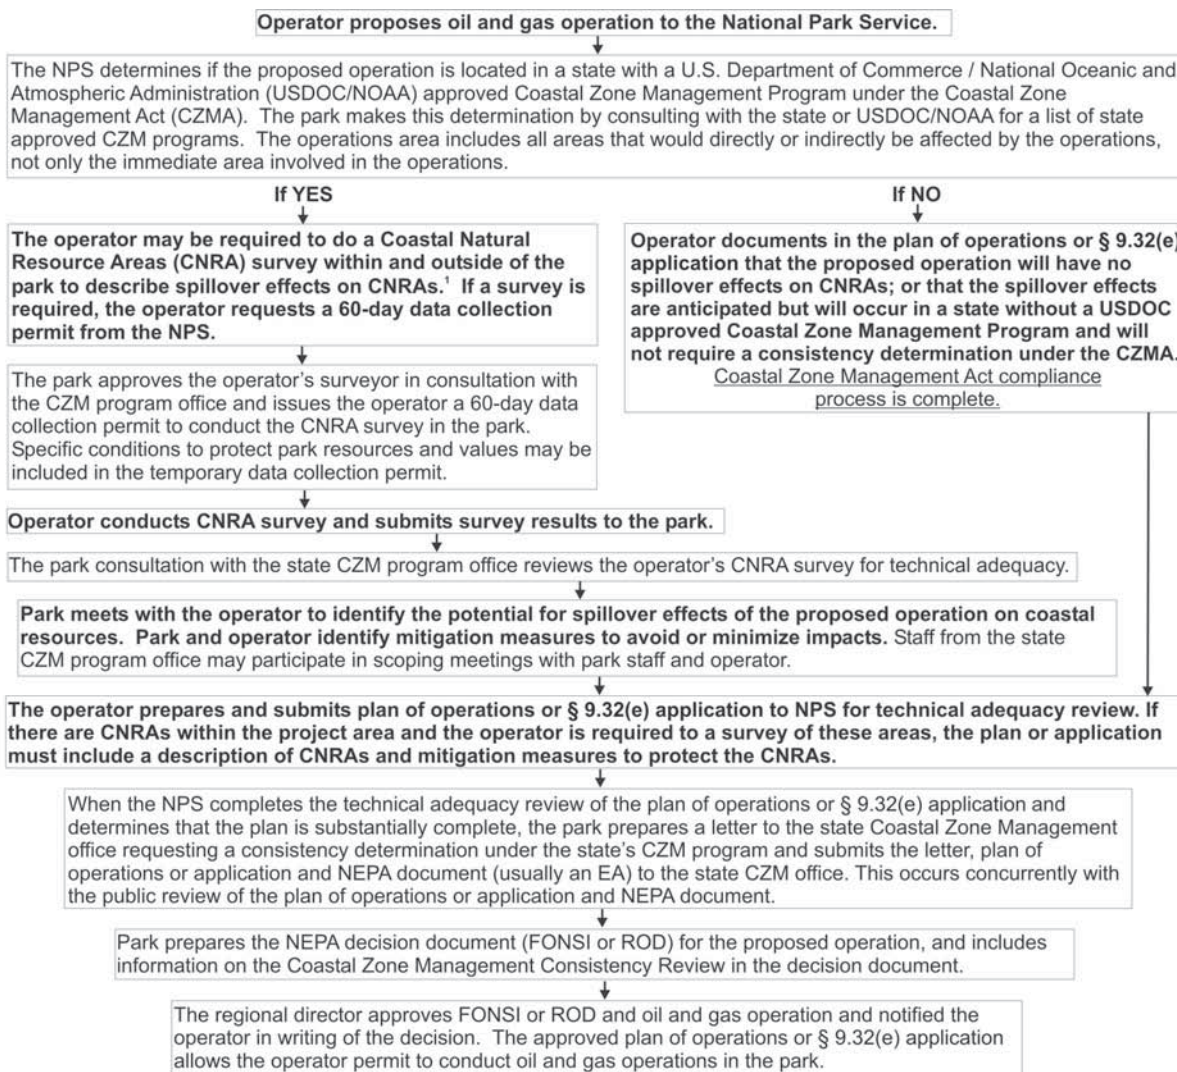 Operator proposes oil and gas operation to the National Park Service.
The NPS determines if the proposed operation is located in a state with a U.S. Department of Commerce / National Oceanic and
Atmospheric Administration (USDOC/NOAA) approved Coastal Zone Management Program under the Coastal Zone
Management Act (CZMA). The park makes this determination by consulting with the state or USDOC/NOAA for a list of state
approved CZM programs. The operations area includes all areas that would directly or indirectly be affected by the operations,
not only the immediate area involved in the operations.
If YES
The operator may be required to do a Coastal Natural
Resource Areas (CNRA) survey within and outside of the
park to describe spillover effects on CNRAs.¹ If a survey is
required, the operator requests a 60-day data collection
permit from the NPS.
The park approves the operator's surveyor in consultation with
the CZM program office and issues the operator a 60-day data
collection permit to conduct the CNRA survey in the park.
Specific conditions to protect park resources and values may be
included in the temporary data collection permit.
If NO
Operator documents in the plan of operations or § 9.32(e)
application that the proposed operation will have no
spillover effects on CNRAs; or that the spillover effects
are anticipated but will occur in a state without a USDOC
approved Coastal Zone Management Program and will
not require a consistency determination under the CZMA.
Coastal Zone Management Act compliance
process is complete.
Operator conducts CNRA survey and submits survey results to the park.
The park consultation with the state CZM program office reviews the operator's CNRA survey for technical adequacy.
Park meets with the operator to identify the potential for spillover effects of the proposed operation on coastal
resources. Park and operator identify mitigation measures to avoid or minimize impacts. Staff from the state
CZM program office may participate in scoping meetings with park staff and operator.
The operator prepares and submits plan of operations or § 9.32(e) application to NPS for technical adequacy review. If
there are CNRAs within the project area and the operator is required to a survey of these areas, the plan or application
must include a description of CNRAs and mitigation measures to protect the CNRAs.
When the NPS completes the technical adequacy review of the plan of operations or § 9.32(e) application and
determines that the plan is substantially complete, the park prepares a letter to the state Coastal Zone Management
office requesting a consistency determination under the state's CZM program and submits the letter, plan of
operations or application and NEPA document (usually an EA) to the state CZM office. This occurs concurrently with
the public review of the plan of operations or application and NEPA document.
Park prepares the NEPA decision document (FONSI or ROD) for the proposed operation, and includes
information on the Coastal Zone Management Consistency Review in the decision document.
The regional director approves FONSI or ROD and oil and gas operation and notified the
operator in writing of the decision. The approved plan of operations or § 9.32(e) application
allows the operator permit to conduct oil and gas operations in the park.